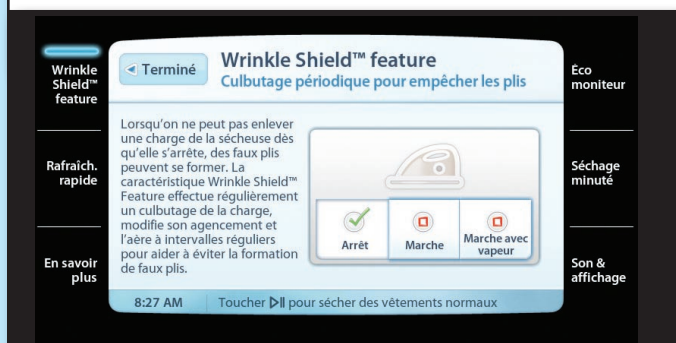 Wrinkle
Shield™
feature
Rafraîch.
rapide
En savoir
plus
Terminé
Wrinkle Shield™ feature
Culbutage périodique pour empêcher les plis
Lorsqu'on ne peut pas enlever
une charge de la sécheuse dès
qu'elle s'arrête, des faux plis
peuvent se former. La
caractéristique Wrinkle Shield™
Feature effectue régulièrement
un culbutage de la charge,
modifie son agencement et
l'aère à intervalles réguliers
pour aider à éviter la formation
de faux plis.
Arrêt
Marche
Marche avec
vapeur
8:27 AM Toucher pour sécher des vêtements normaux
Éco
moniteur
Séchage
minuté
Son &
affichage